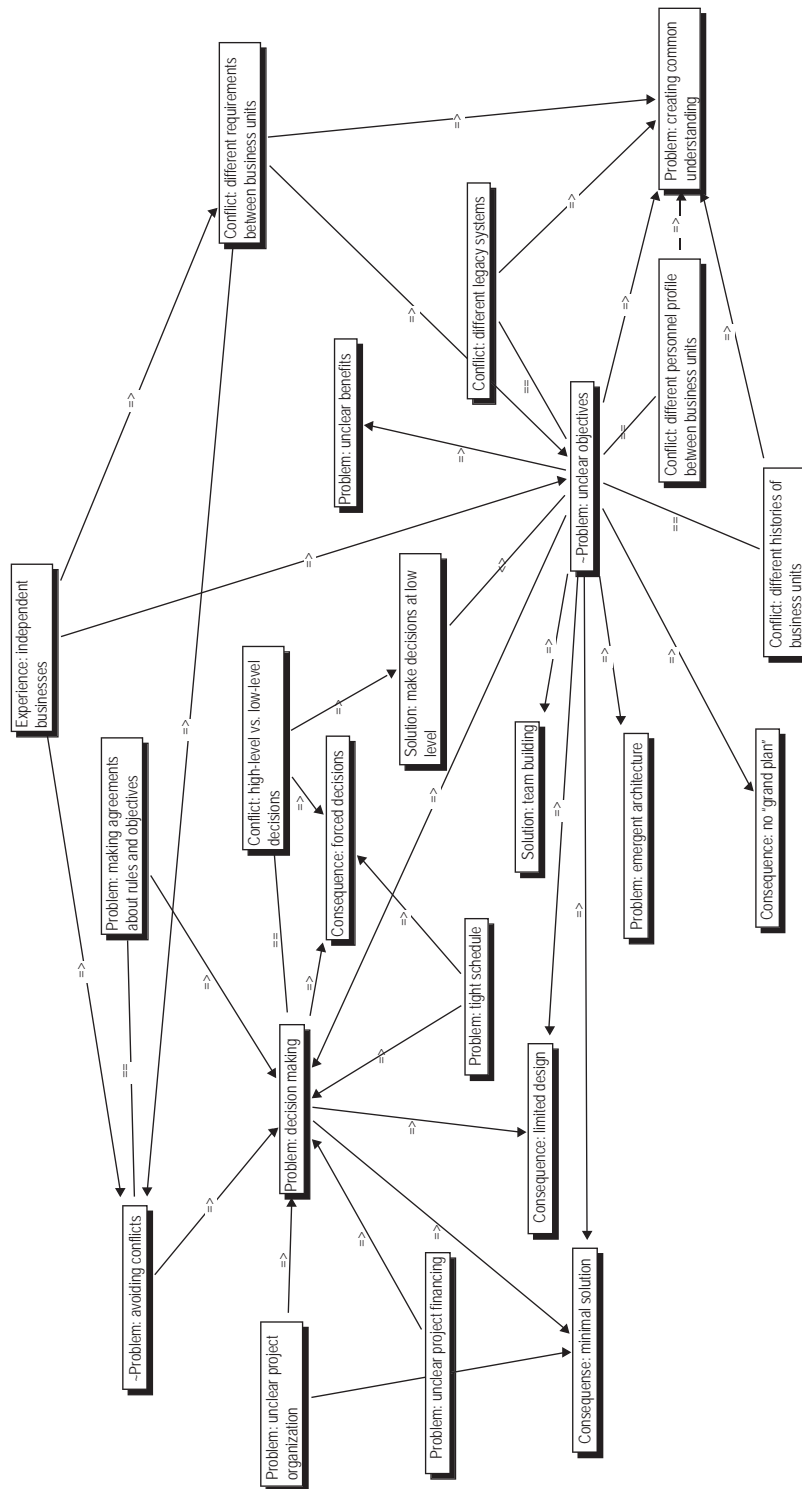 Experience: independent
businesses
=>
=>
Problem: making agreements
about rules and objectives
~Problem: avoiding conflicts
==
=>
=>
=>
=>
Conflict: different requirements
between business units
Conflict: high-level vs. low-level
decisions
==
Problem: unclear project
organization
=>
Problem: decision making
=>
=>
=>
=>
Consequence: forced decisions
Problem: unclear benefits
=>
=>
=>
=>
=>
Solution: make decisions at low
level
=>
=>
Problem: unclear project financing
=>
=>
=>
Problem: tight schedule
Conflict: different legacy systems
=>
==
Consequence: limited design
Solution: team building
=>
=>
=>
Consequense: minimal solution
~Problem: unclear objectives
=>
=>
==
=>
Problem: emergent architecture
=>
==
Conflict: different personnel profile
between business units
=>
Problem: creating common
understanding
=>
Consequence: no "grand plan"
Conflict: different histories of
business units